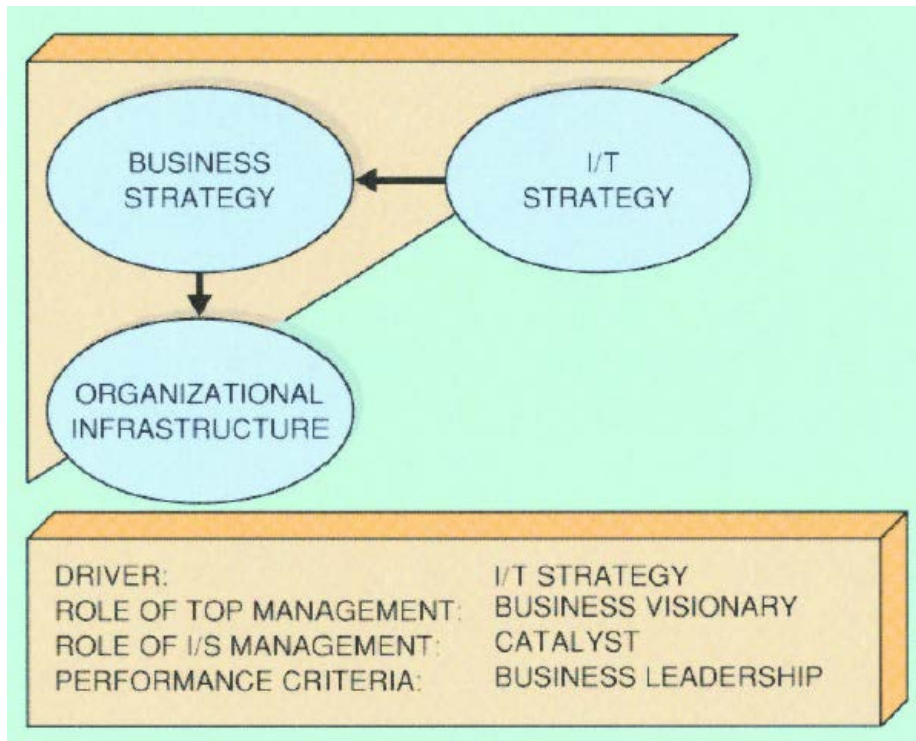 BUSINESS
STRATEGY
I/T
STRATEGY
ORGANIZATIONAL
INFRASTRUCTURE
DRIVER: I/T STRATEGY
ROLE OF TOP MANAGEMENT: BUSINESS VISIONARY
ROLE OF I/S MANAGEMENT: CATALYST
PERFORMANCE CRITERIA: BUSINESS LEADERSHIP